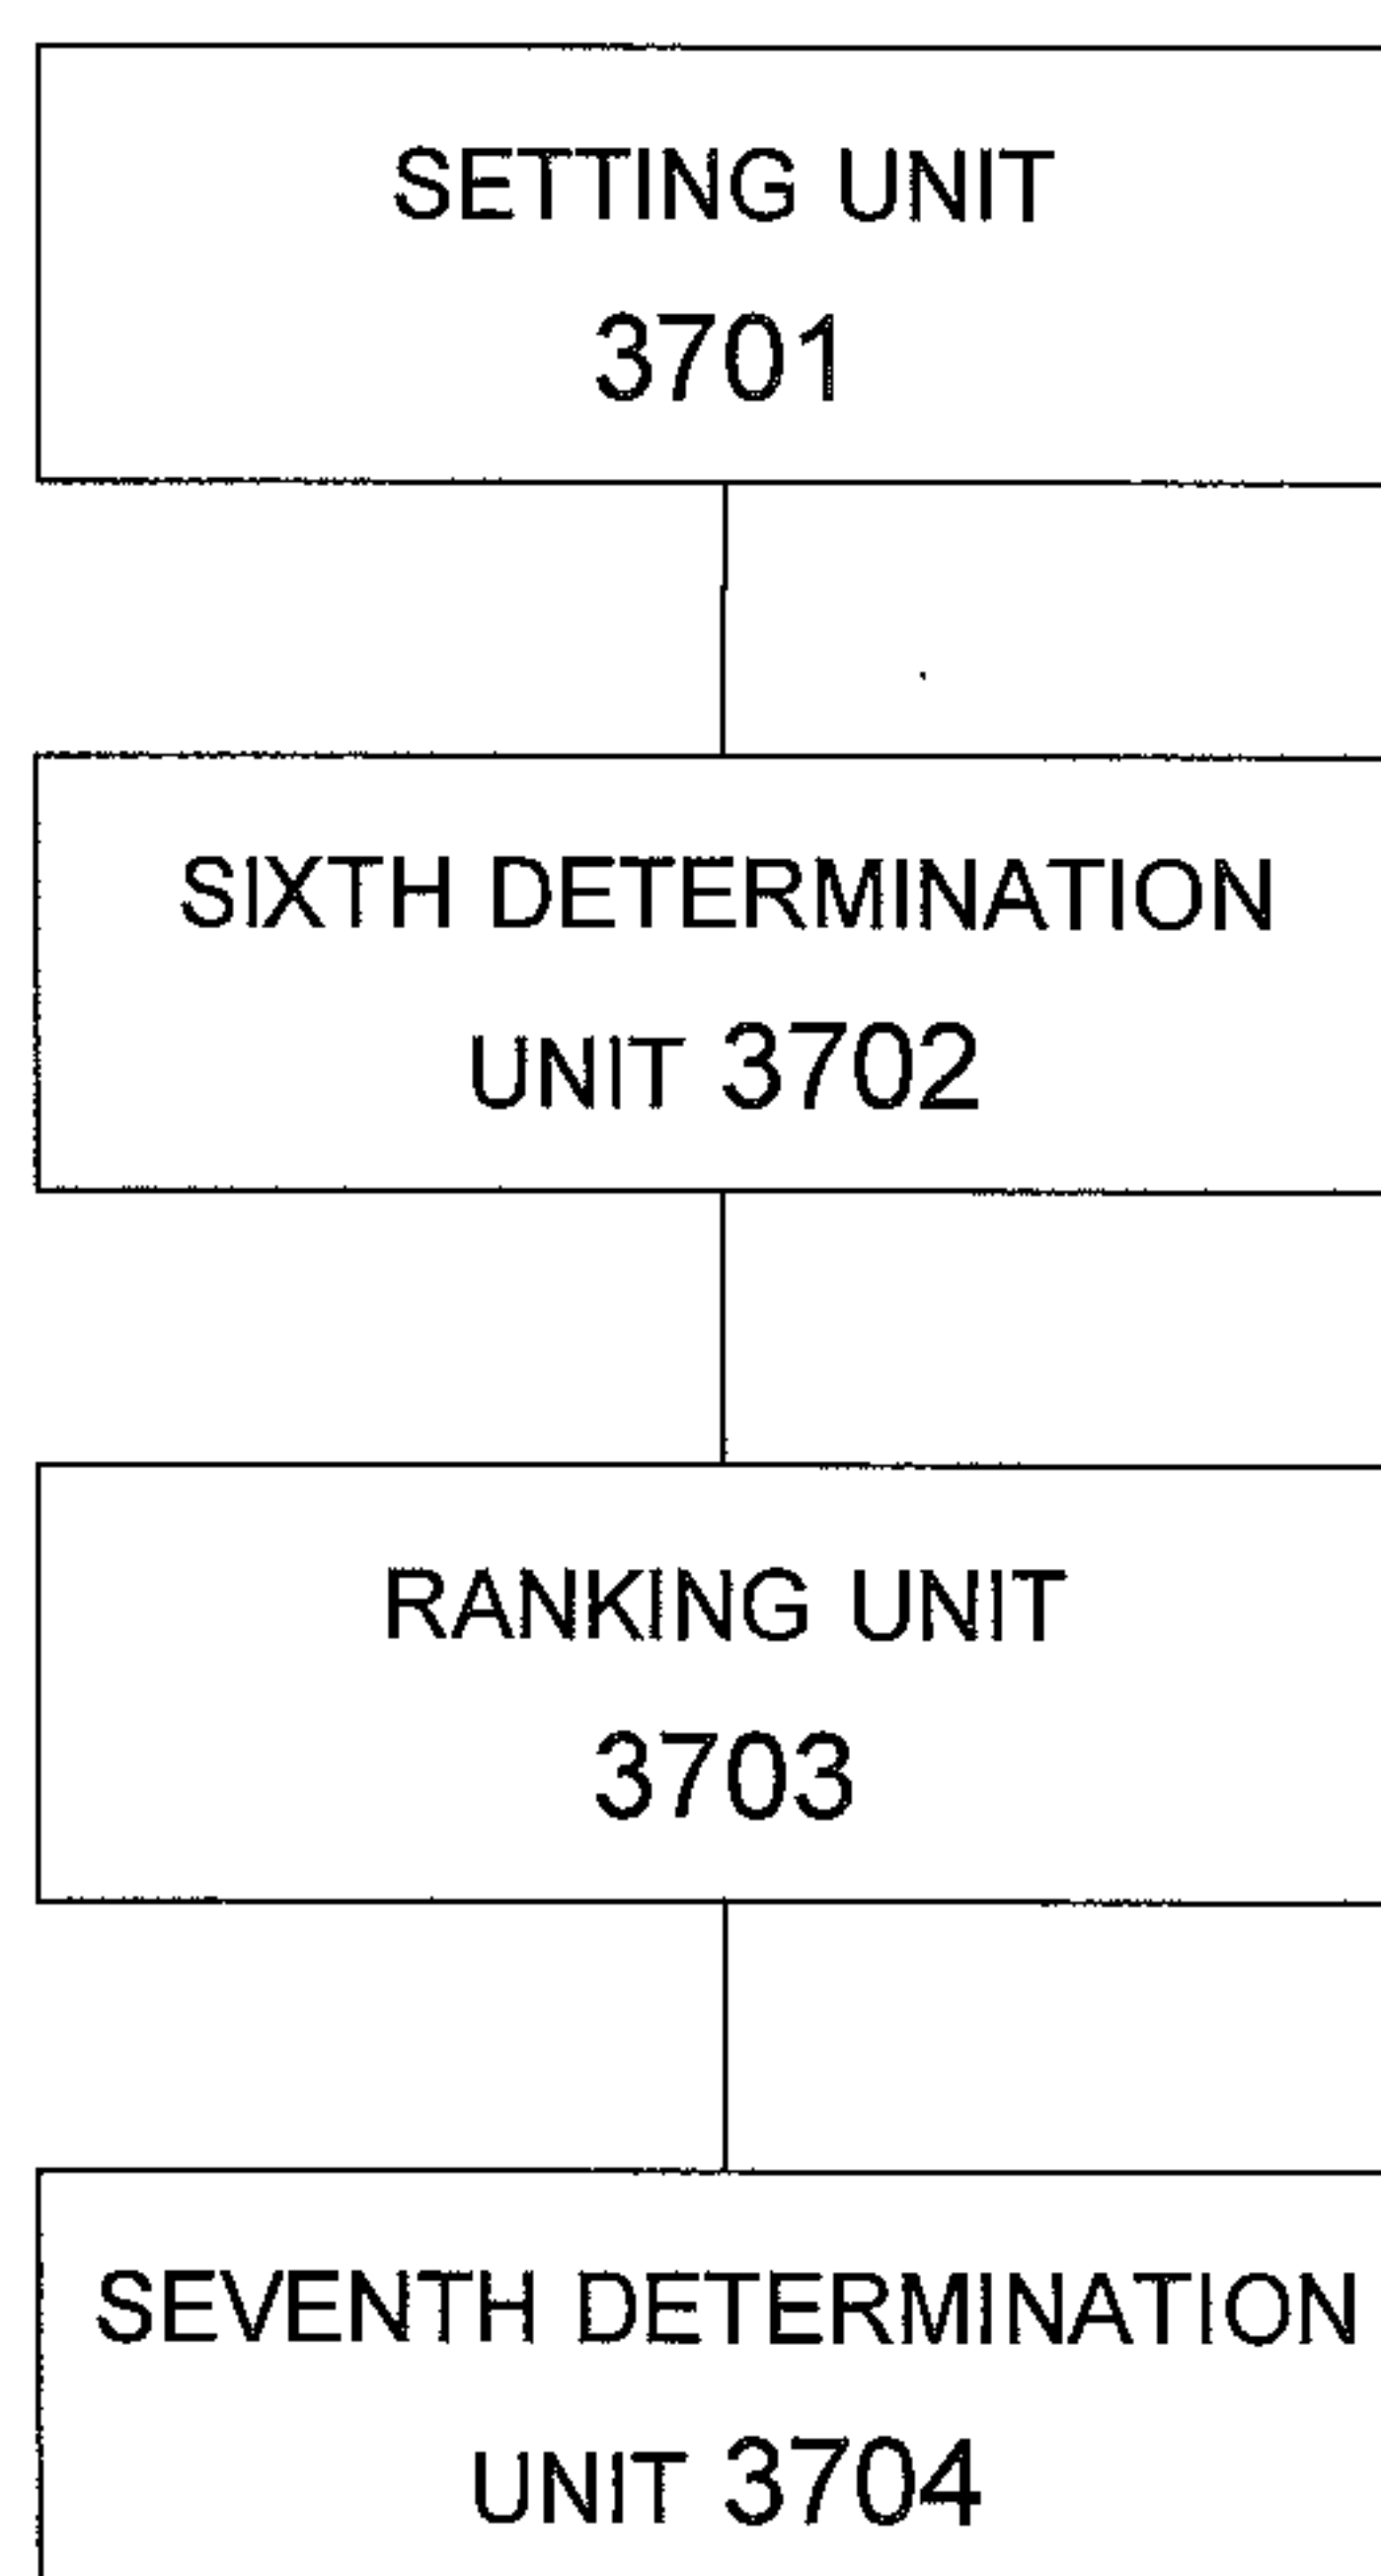 SETTING UNIT
3701
SIXTH DETERMINATION
UNIT 3702
RANKING UNIT
3703
SEVENTH DETERMINATION
UNIT 3704